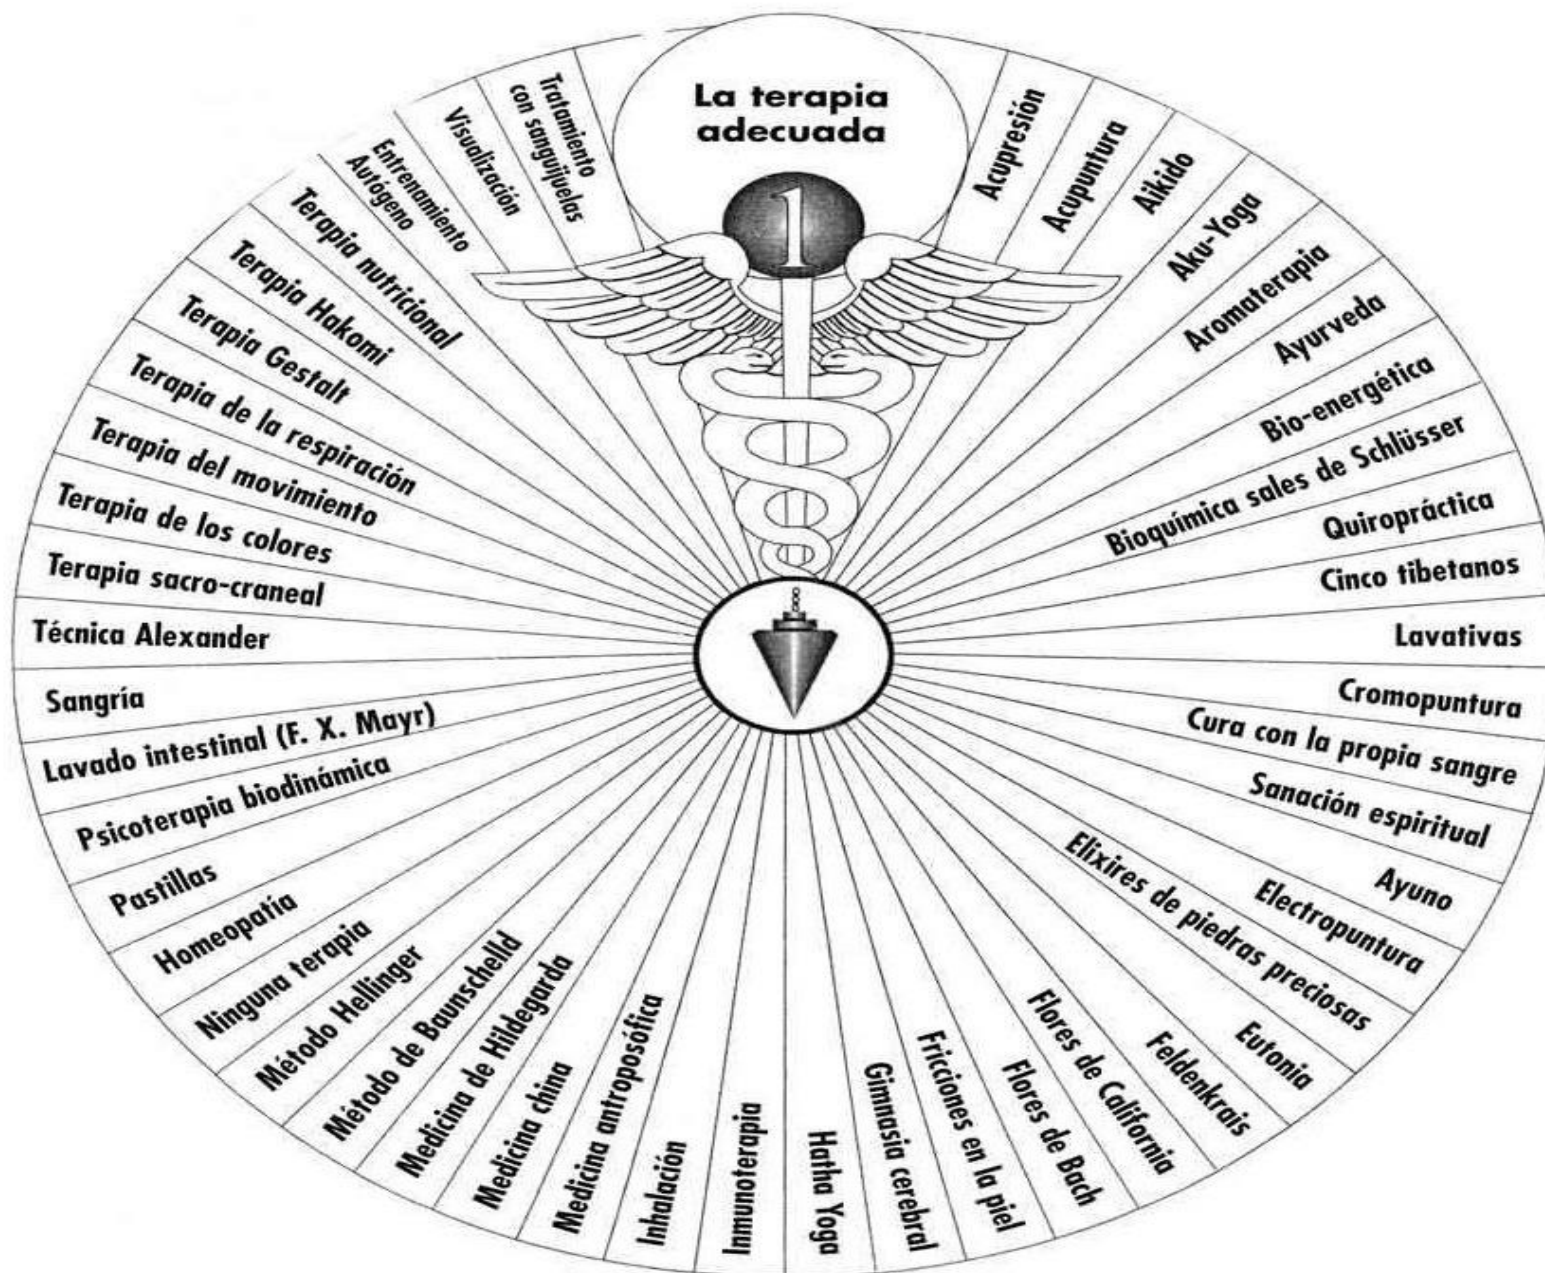 La terapia
adecuada
1
Acupresión
Acupuntura
Aikido
Aku-Yoga
Aromaterapia
Ayurveda
Bio-energética
Bioquímica sales de Schlüsser
Quiropráctica
Cinco tibetanos
Lavativas
Cromopuntura
Cura con la propia sangre
Sanación espiritual
Ayuno
Electropuntura
Elixires de piedras preciosas
Eutonia
Feldenkrais
Flores de California
Flores de Bach
Fricciones en la piel
Gimnasia cerebral
Hatha Yoga
Inmunoterapia
Inhalación
Medicina antroposótica
Medicina china
Medicina de Hildegarda
Método de Baunschelld
Método Hellinger
Ninguna terapia
Homeopatía
Pastillas
Psicoterapia biodinámica
Lavado intestinal (F. X. Mayr)
Sangría
Técnica Alexander
Terapia sacro-craneal
Terapia de los colores
Terapia del movimiento
Terapia de la respiración
Terapia Gestalt
Terapia Hakomi
Terapia nutricional
Entrenamiento
Autógeno
Visualización
Tratamiento
con sanguijuelas